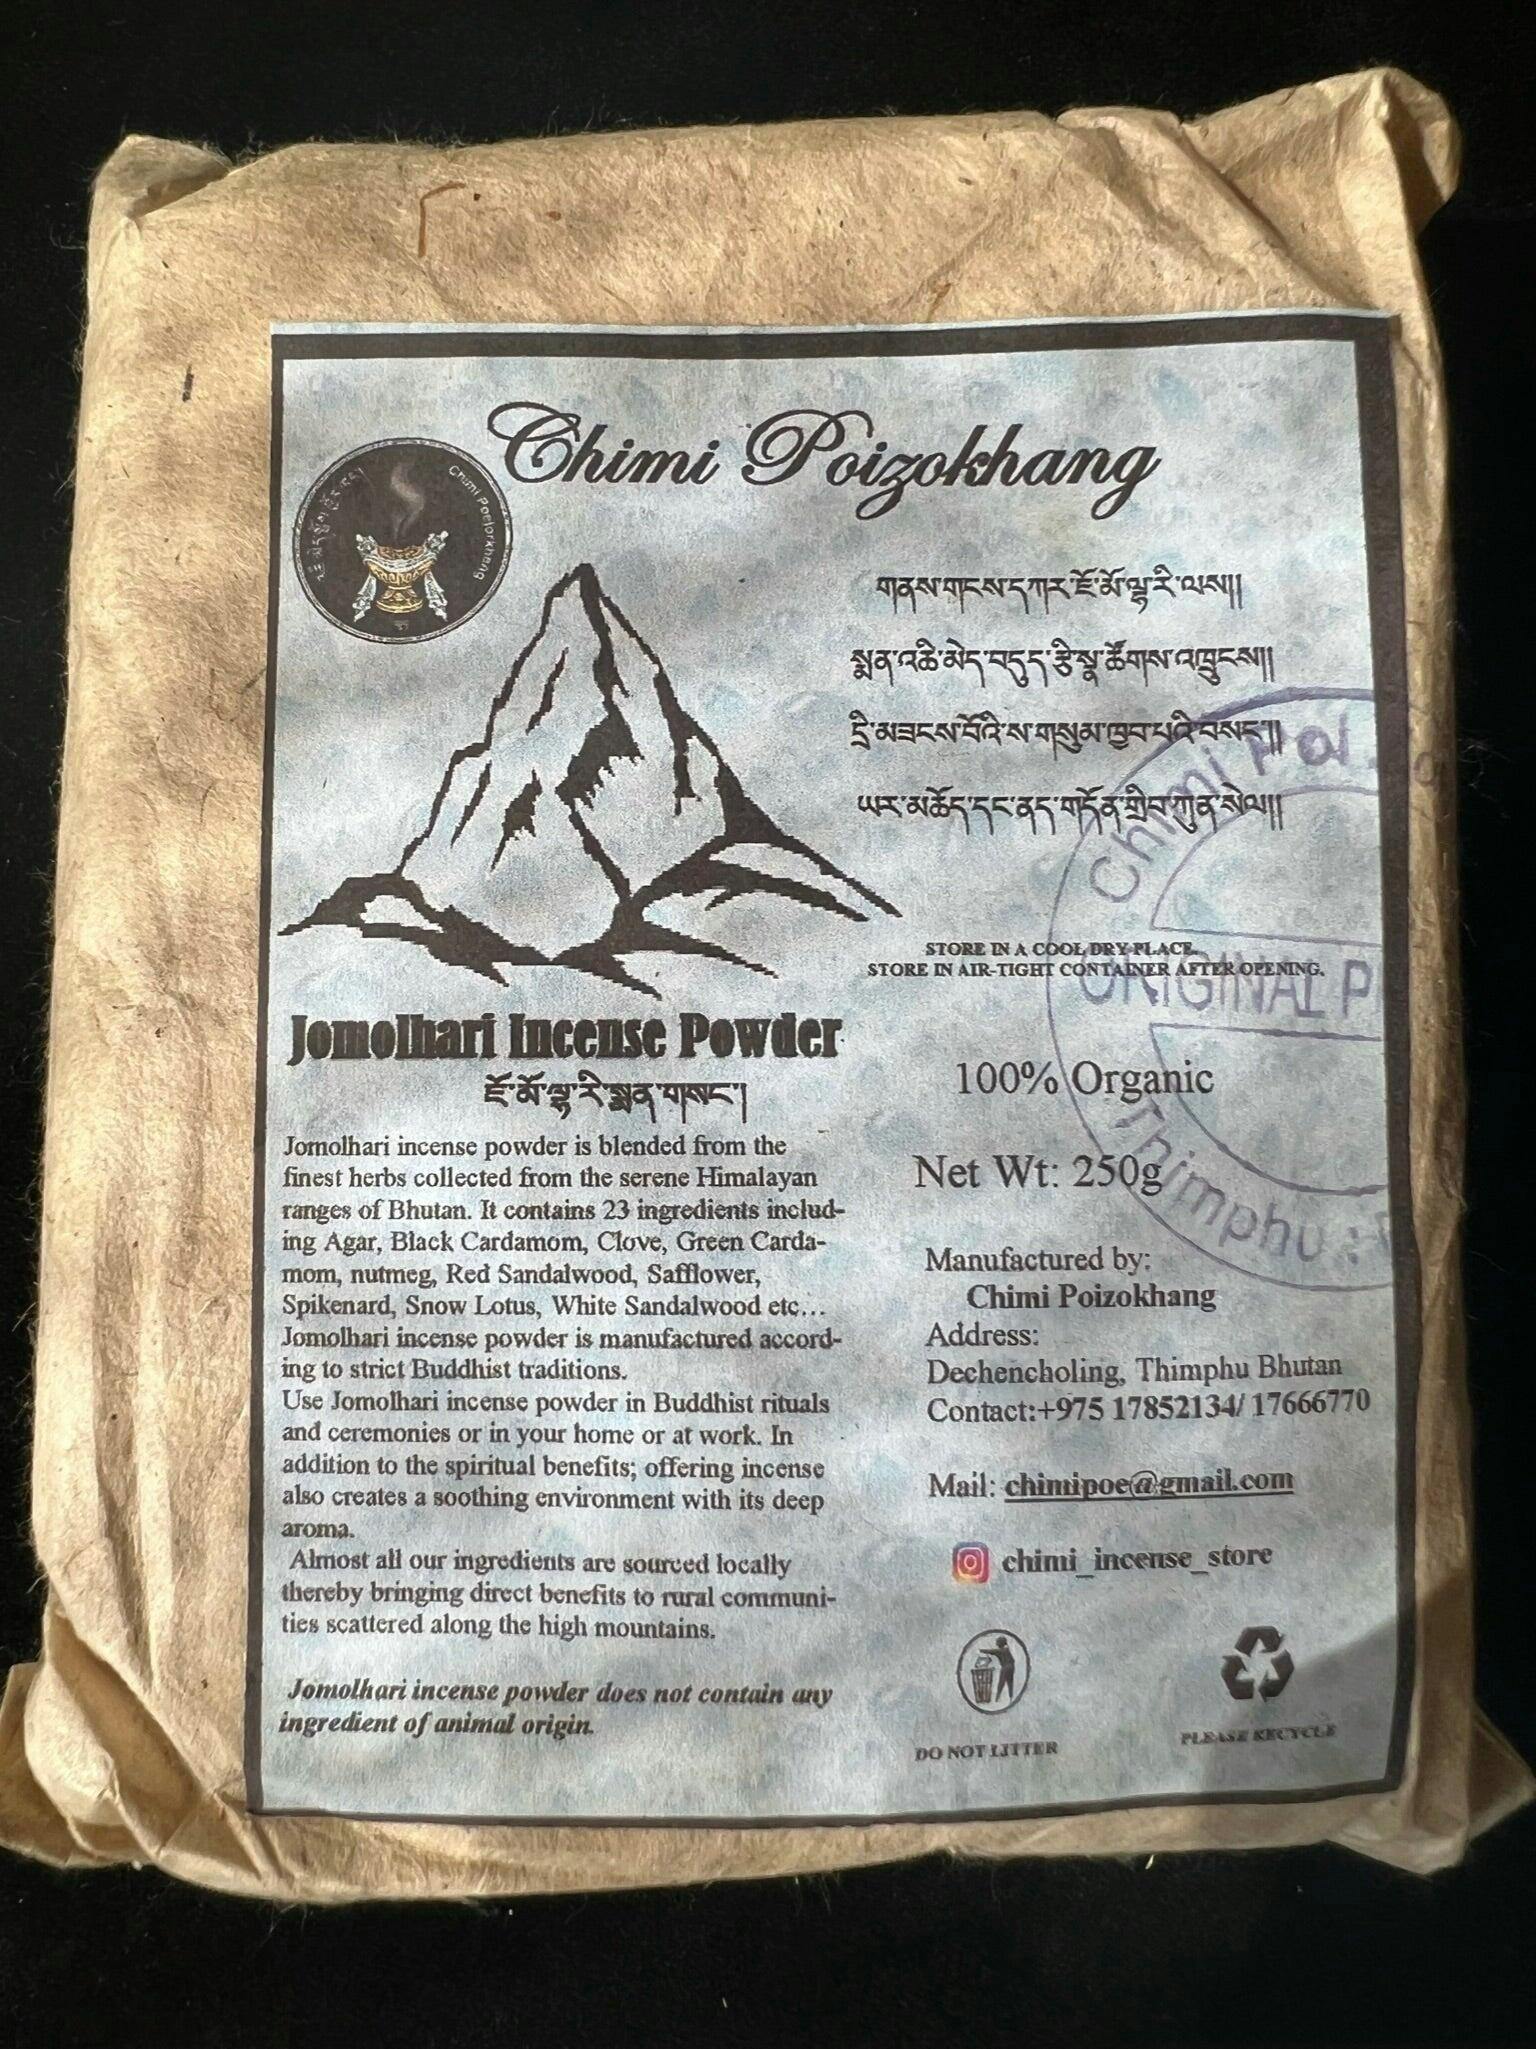 Chimi Poizokhang
Chimi Poejorkhang
གནས་གངས་དཀར་ཇོ་མོ་ལྷ་རི་ལས།།
སྨན་འཆི་མེད་བདུད་རྩི་སྣ་ཚོགས་འཁྲུངས།།
དྲི་མཟངས་པོའི་ས་གསུམ་ཁྱབ་པའི་བསང་།།
ཡར་མཆོད་དང་ནད་གདོན་གྲིབ་ཀུན་སེལ།།
Chimi Poi
ORIGINAL P
Thimphu :
STORE IN A COOL DRY PLACE.
STORE IN AIR-TIGHT CONTAINER AFTER OPENING.
Jomolhari Incense Powder
ཇོ་མོ་ལྷ་རི་སྨན་གསང་།
Jomolhari incense powder is blended from the
finest herbs collected from the serene Himalayan
ranges of Bhutan. It contains 23 ingredients includ-
ing Agar, Black Cardamom, Clove, Green Carda-
mom, nutmeg, Red Sandalwood, Safflower,
Spikenard, Snow Lotus, White Sandalwood etc…
Jomolhari incense powder is manufactured accord-
ing to strict Buddhist traditions.
Use Jomolhari incense powder in Buddhist rituals
and ceremonies or in your home or at work. In
addition to the spiritual benefits; offering incense
also creates a soothing environment with its deep
aroma.
Almost all our ingredients are sourced locally
thereby bringing direct benefits to rural communi-
ties scattered along the high mountains.
Jomolhari incense powder does not contain any
ingredient of animal origin.
100% Organic
Net Wt: 250g
Manufactured by:
Chimi Poizokhang
Address:
Dechencholing, Thimphu Bhutan
Contact:+975 17852134/ 17666770
Mail: chimipoe@gmail.com
chimi_incense_store
DO NOT LITTER
PLEASE RECYCLE